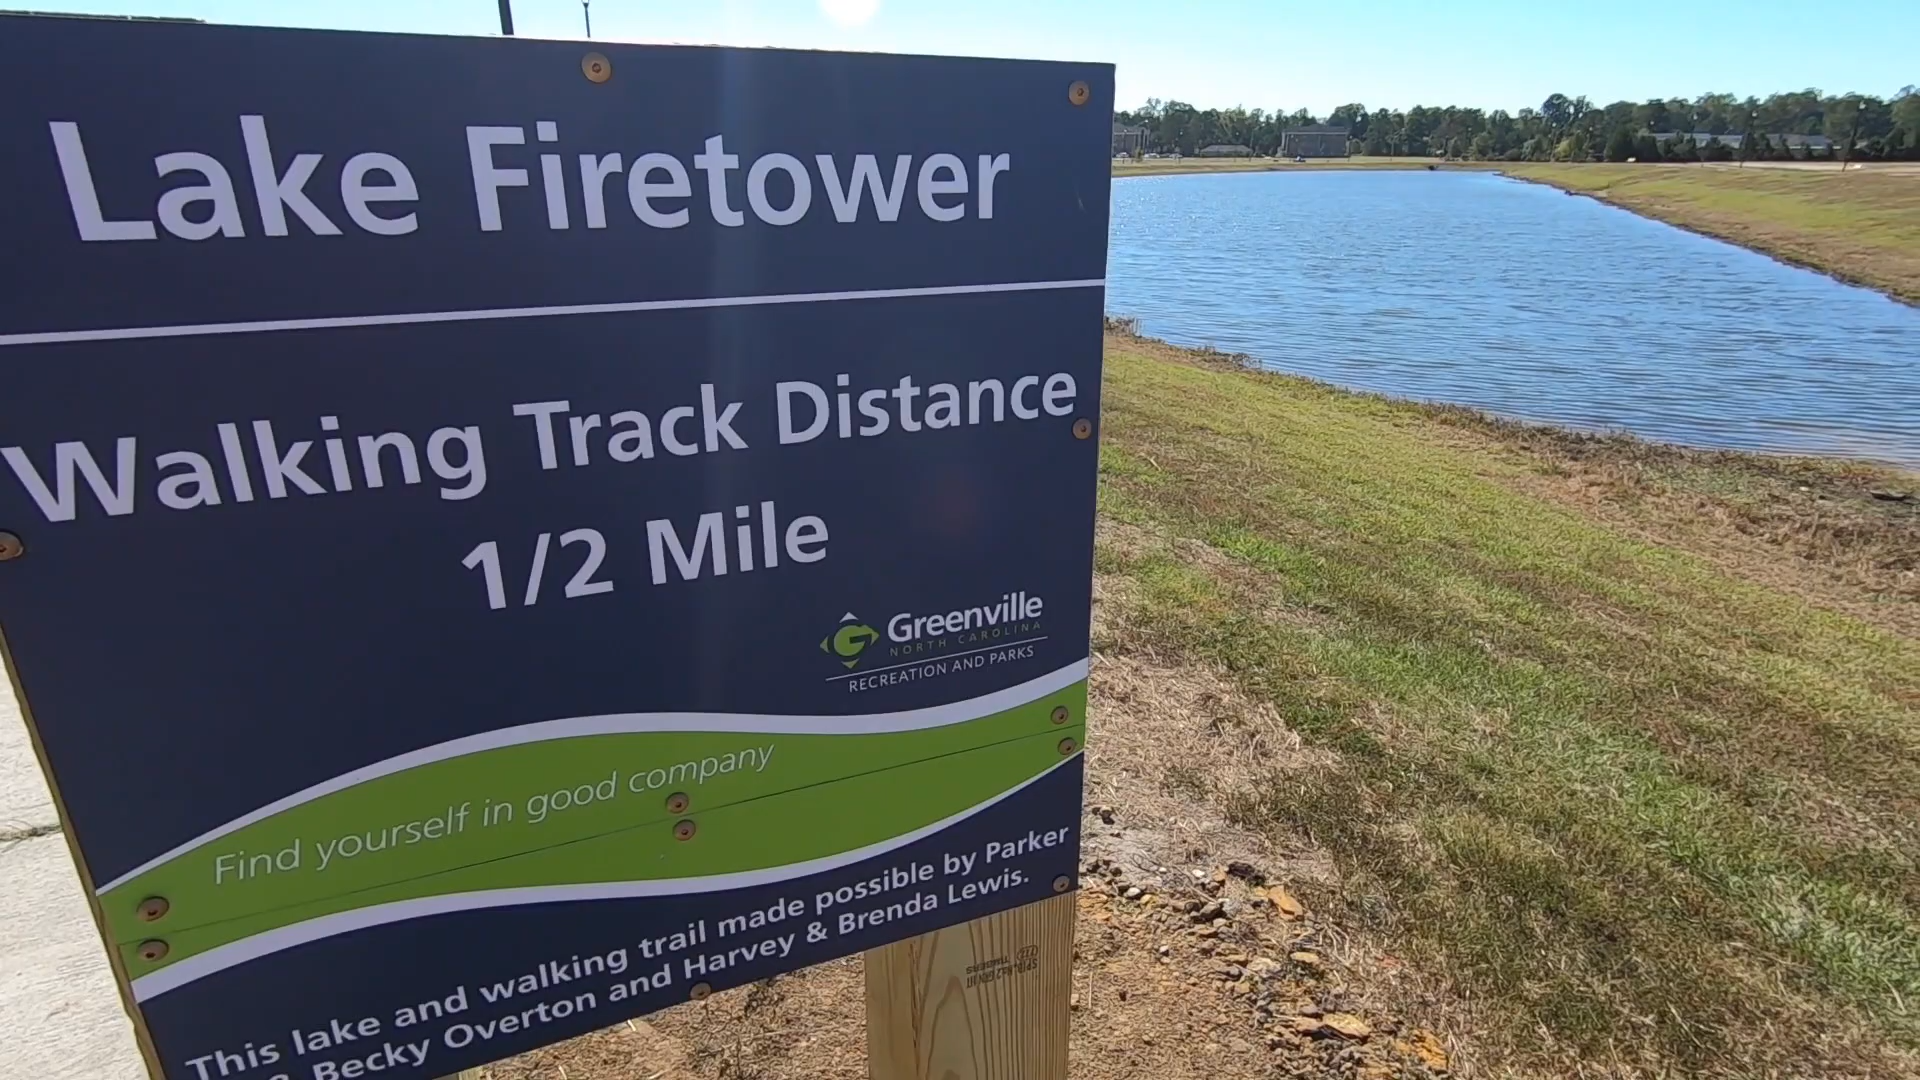 Lake Firetower
Walking Track Distance
1/2 Mile
Greenville
NORTH CAROLINA
RECREATION AND PARKS
Find yourself in good company
This lake and walking trail made possible by Parker
& Becky Overton and Harvey & Brenda Lewis.